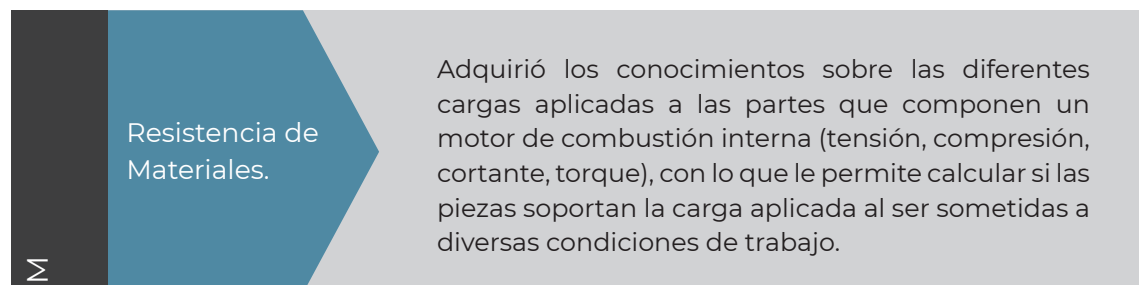 Resistencia de
Materiales.
Adquirió los conocimientos sobre las diferentes
cargas aplicadas a las partes que componen un
motor de combustión interna (tensión, compresión,
cortante, torque), con lo que le permite calcular si las
piezas soportan la carga aplicada al ser sometidas a
diversas condiciones de trabajo.
M